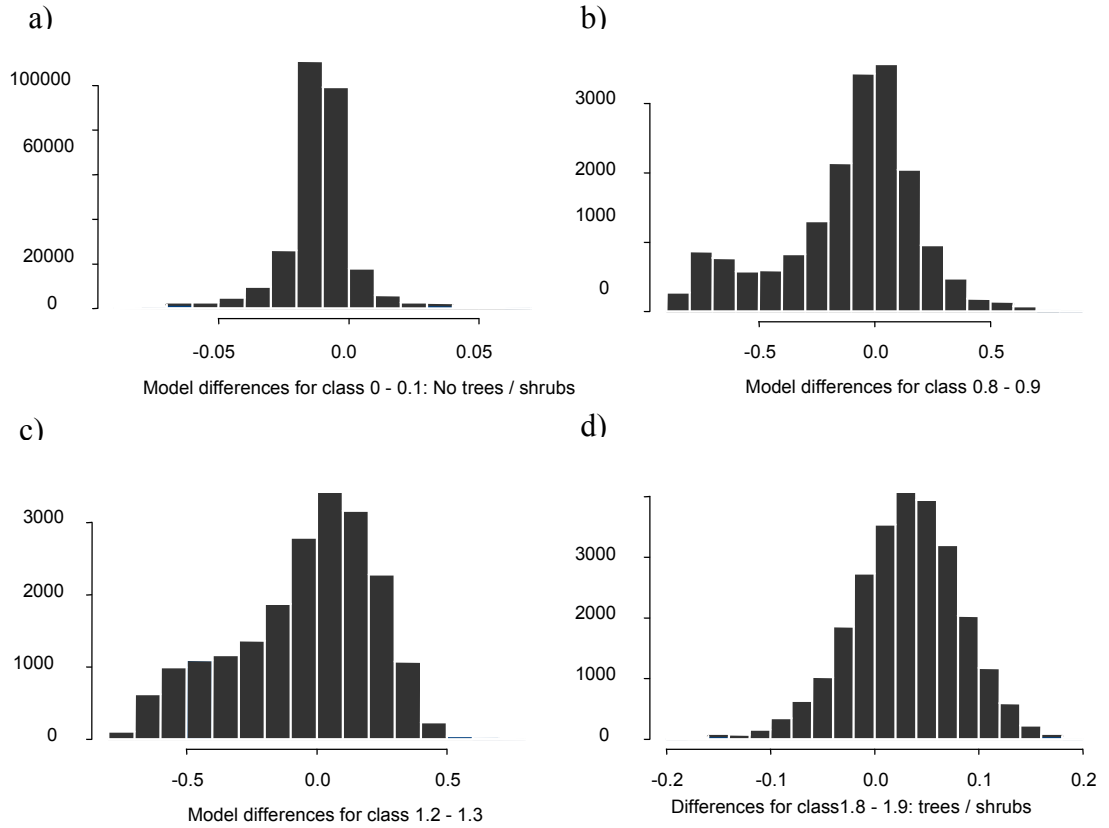 a)
100000
60000
20000
0
-0.05 0.0 0.05
Model differences for class 0 - 0.1: No trees / shrubs
b)
3000
2000
1000
0
-0.5 0.0 0.5
Model differences for class 0.8 - 0.9
c)
3000
2000
1000
0
-0.5 0.0 0.5
Model differences for class 1.2 - 1.3
d)
3000
2000
1000
0
-0.2 -0.1 0.0 0.1 0.2
Differences for class1.8 - 1.9: trees / shrubs